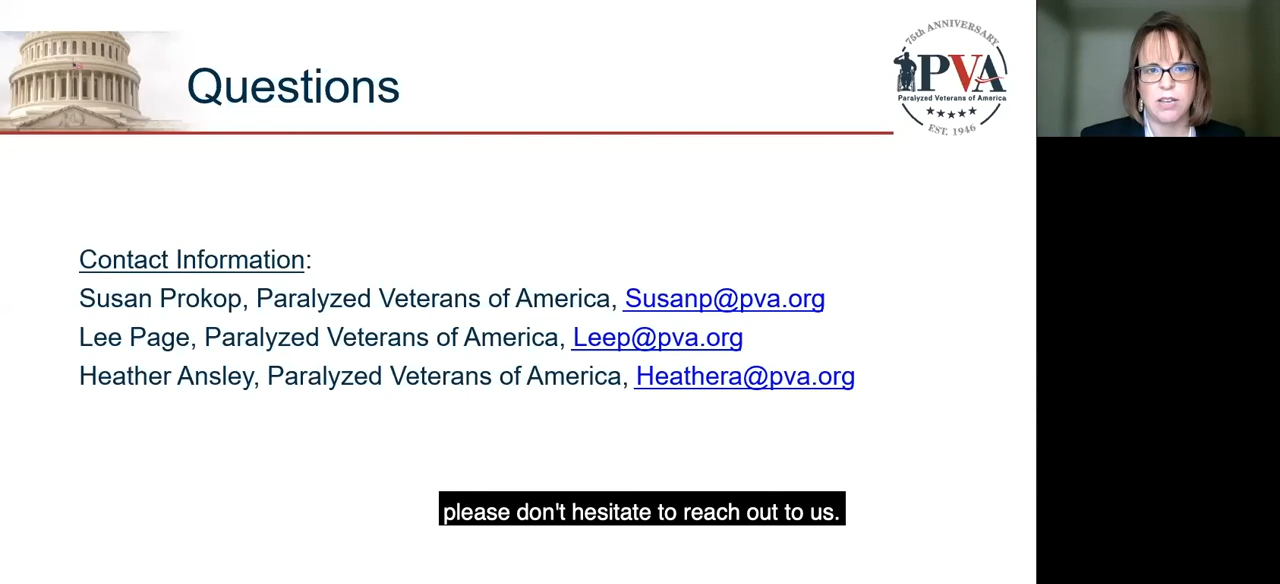 Questions
75th ANNIVERSARY
PVA
Paralyzed Veterans of America
EST. 1946
Contact Information:
Susan Prokop, Paralyzed Veterans of America, Susanp@pva.org
Lee Page, Paralyzed Veterans of America, Leep@pva.org
Heather Ansley, Paralyzed Veterans of America, Heathera@pva.org
please don't hesitate to reach out to us.